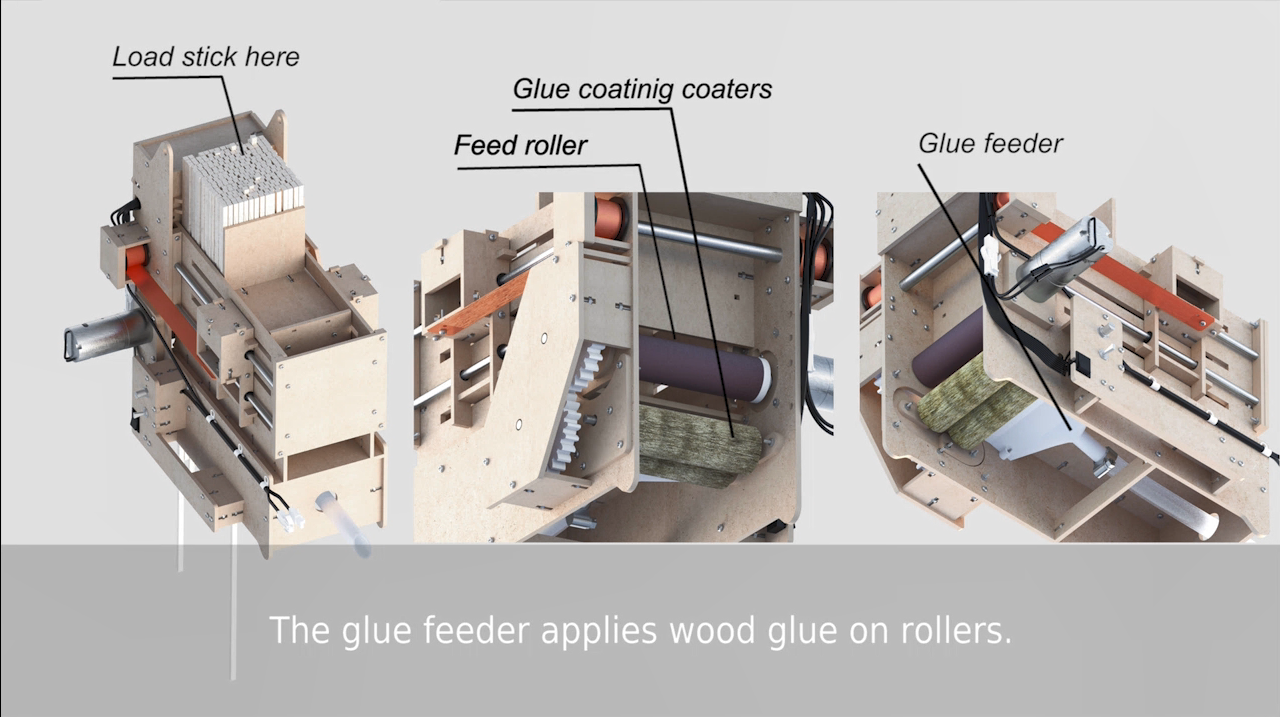 Load stick here
Glue coatinig coaters
Feed roller
Glue feeder
The glue feeder applies wood glue on rollers.